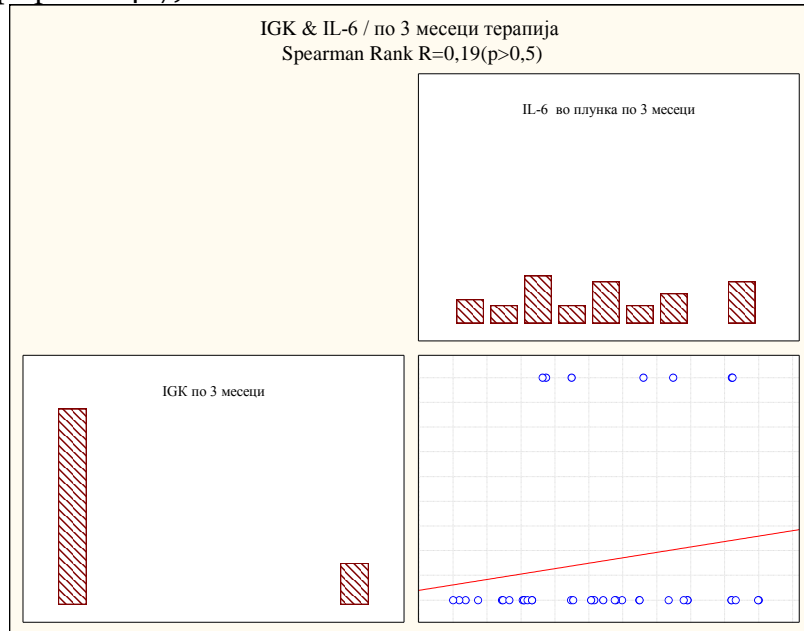 IGK & IL-6 / по 3 месеци терапија
Spearman Rank R=0,19(p>0,5)
IL-6 во плунка по 3 месеци
IGK по 3 месеци